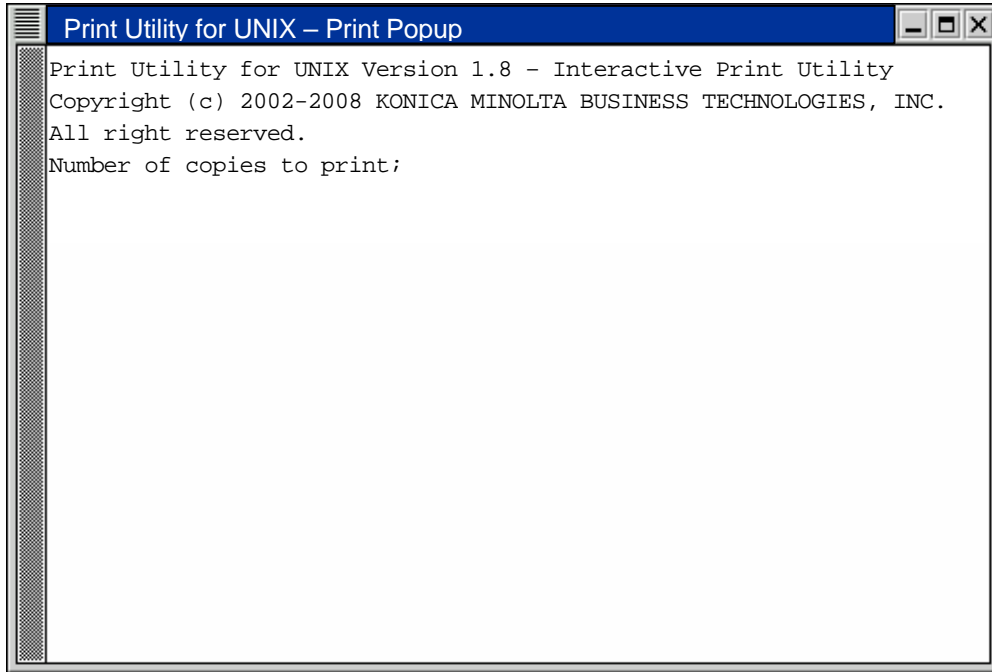 Print Utility for UNIX – Print Popup
Print Utility for UNIX Version 1.8 – Interactive Print Utility
Copyright (c) 2002-2008 KONICA MINOLTA BUSINESS TECHNOLOGIES, INC.
All right reserved.
Number of copies to print;